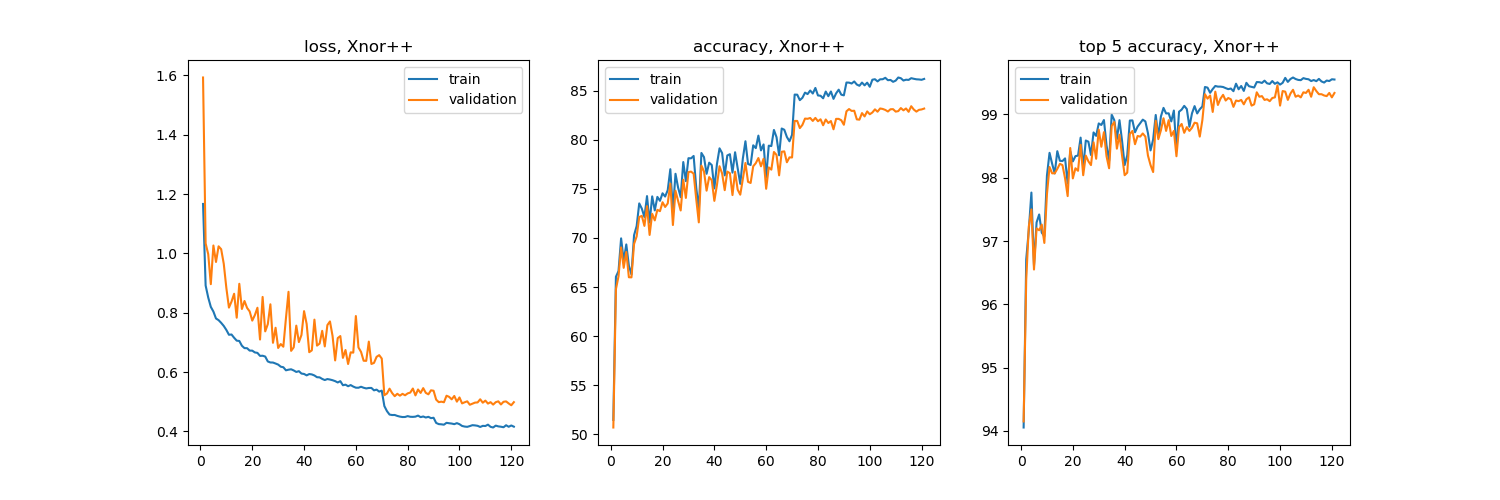 loss, Xnor++
train
validation
1.6
1.4
1.2
1.0
0.8
0.6
0.4
0 20 40 60 80 100 120
accuracy, Xnor++
train
validation
85
80
75
70
65
60
55
50
0 20 40 60 80 100 120
top 5 accuracy, Xnor++
train
validation
99
98
97
96
95
94
0 20 40 60 80 100 120